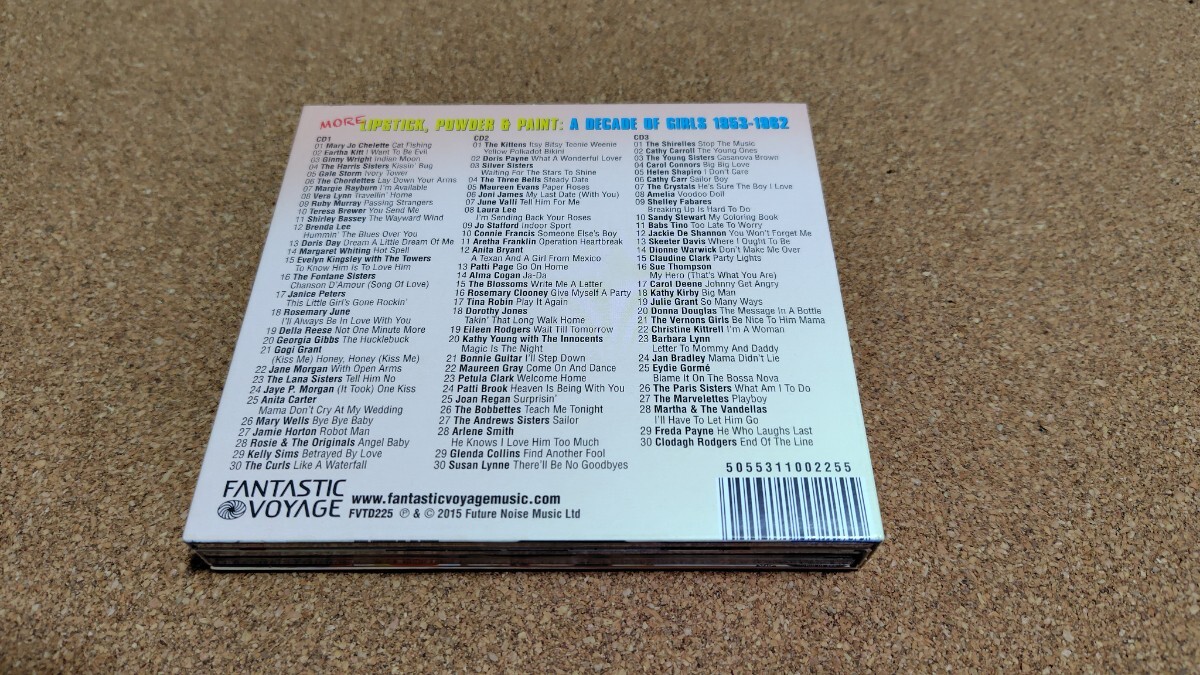 MORE LIPSTICK, POWDER & PAINT: A DECADE OF GIRLS 1953-1962
CD1
01 Mary Jo Chelette Cat Fishing
02 Eartha Kitt I Want To Be Evil
03 Ginny Wright Indian Moon
04 The Harris Sisters Kissin' Bug
05 Gale Storm Ivory Tower
06 The Chordettes Lay Down Your Arms
07 Margie Rayburn I'm Available
08 Vera Lynn Travellin' Home
09 Ruby Murray Passing Strangers
10 Teresa Brewer You Send Me
11 Shirley Bassey The Wayward Wind
12 Brenda Lee
Hummin' The Blues Over You
13 Doris Day Dream A Little Dream Of Me
14 Margaret Whiting Hot Spell
15 Evelyn Kingsley with The Towers
To Know Him Is To Love Him
16 The Fontane Sisters
Chanson D'Amour (Song Of Love)
17 Janice Peters
This Little Girl's Gone Rockin'
18 Rosemary June
I'll Always Be In Love With You
19 Della Reese Not One Minute More
20 Georgia Gibbs The Hucklebuck
21 Gogi Grant
(Kiss Me) Honey, Honey (Kiss Me)
22 Jane Morgan With Open Arms
23 The Lana Sisters Tell Him No
24 Jaye P. Morgan (It Took) One Kiss
25 Anita Carter
Mama Don't Cry At My Wedding
26 Mary Wells Bye Bye Baby
27 Jamie Horton Robot Man
28 Rosie & The Originals Angel Baby
29 Kelly Sims Betrayed By Love
30 The Curls Like A Waterfall
CD2
01 The Kittens Itsy Bitsy Teenie Weenie
Yellow Polkadot Bikini
02 Doris Payne What A Wonderful Lover
03 Silver Sisters
Waiting For The Stars To Shine
04 The Three Bells Steady Date
05 Maureen Evans Paper Roses
06 Joni James My Last Date (With You)
07 June Valli Tell Him For Me
08 Laura Lee
I'm Sending Back Your Roses
09 Jo Stafford Indoor Sport
10 Connie Francis Someone Else's Boy
11 Aretha Franklin Operation Heartbreak
12 Anita Bryant
A Texan And A Girl From Mexico
13 Patti Page Go On Home
14 Alma Cogan Ja-Da
15 The Blossoms Write Me A Letter
16 Rosemary Clooney Give Myself A Party
17 Tina Robin Play It Again
18 Dorothy Jones
Takin' That Long Walk Home
19 Eileen Rodgers Wait Till Tomorrow
20 Kathy Young with The Innocents
Magic Is The Night
21 Bonnie Guitar I'll Step Down
22 Maureen Gray Come On And Dance
23 Petula Clark Welcome Home
24 Patti Brook Heaven Is Being With You
25 Joan Regan Surprisin'
26 The Bobbettes Teach Me Tonight
27 The Andrews Sisters Sailor
28 Arlene Smith
He Knows I Love Him Too Much
29 Glenda Collins Find Another Fool
30 Susan Lynne There'll Be No Goodbyes
CD3
01 The Shirelles Stop The Music
02 Cathy Carroll The Young Ones
03 The Young Sisters Casanova Brown
04 Carol Connors Big Big Love
05 Helen Shapiro I Don't Care
06 Cathy Carr Sailor Boy
07 The Crystals He's Sure The Boy I Love
08 Amelia Voodoo Doll
09 Shelley Fabares
Breaking Up Is Hard To Do
10 Sandy Stewart My Coloring Book
11 Babs Tino Too Late To Worry
12 Jackie De Shannon You Won't Forget Me
13 Skeeter Davis Where I Ought To Be
14 Dionne Warwick Don't Make Me Over
15 Claudine Clark Party Lights
16 Sue Thompson
My Hero (That's What You Are)
17 Carol Deene Johnny Get Angry
18 Kathy Kirby Big Man
19 Julie Grant So Many Ways
20 Donna Douglas The Message In A Bottle
21 The Vernons Girls Be Nice To Him Mama
22 Christine Kittrell I'm A Woman
23 Barbara Lynn
Letter To Mommy And Daddy
24 Jan Bradley Mama Didn't Lie
25 Eydie Gormé
Blame It On The Bossa Nova
26 The Paris Sisters What Am I To Do
27 The Marvelettes Playboy
28 Martha & The Vandellas
I'll Have To Let Him Go
29 Freda Payne He Who Laughs Last
30 Clodagh Rodgers End Of The Line
FANTASTIC
VOYAGE
www.fantasticvoyagemusic.com
FVTD225 ℗ & © 2015 Future Noise Music Ltd
5055311002255